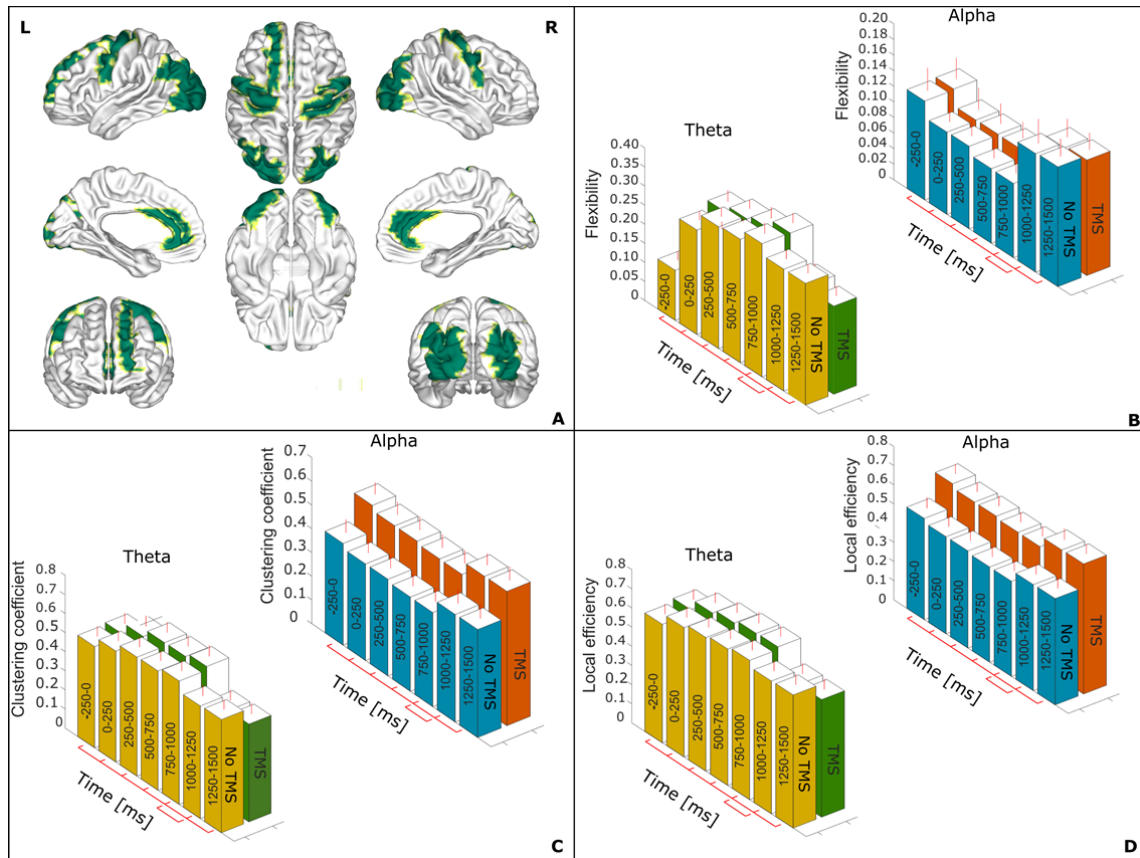 L
R
A
Alpha
Flexibility
0.20
0.18
0.16
0.14
0.12
0.10
0.08
0.06
0.04
0.02
0
-250-0
0-250
250-500
500-750
750-1000
1000-1250
1250-1500
No TMS
TMS
Time [ms]
Theta
Flexibility
0.40
0.35
0.30
0.25
0.20
0.15
0.10
0.05
0
-250-0
0-250
250-500
500-750
750-1000
1000-1250
1250-1500
No TMS
TMS
Time [ms]
B
Alpha
Clustering coefficient
0.7
0.6
0.5
0.4
0.3
0.2
0.1
0
-250-0
0-250
250-500
500-750
750-1000
1000-1250
1250-1500
No TMS
TMS
Time [ms]
Theta
Clustering coefficient
0.8
0.7
0.6
0.5
0.4
0.3
0.2
0.1
0
-250-0
0-250
250-500
500-750
750-1000
1000-1250
1250-1500
No TMS
TMS
Time [ms]
C
Alpha
Local efficiency
0.8
0.7
0.6
0.5
0.4
0.3
0.2
0.1
0
-250-0
0-250
250-500
500-750
750-1000
1000-1250
1250-1500
No TMS
TMS
Time [ms]
Theta
Local efficiency
0.8
0.7
0.6
0.5
0.4
0.3
0.2
0.1
0
-250-0
0-250
250-500
500-750
750-1000
1000-1250
1250-1500
No TMS
TMS
Time [ms]
D